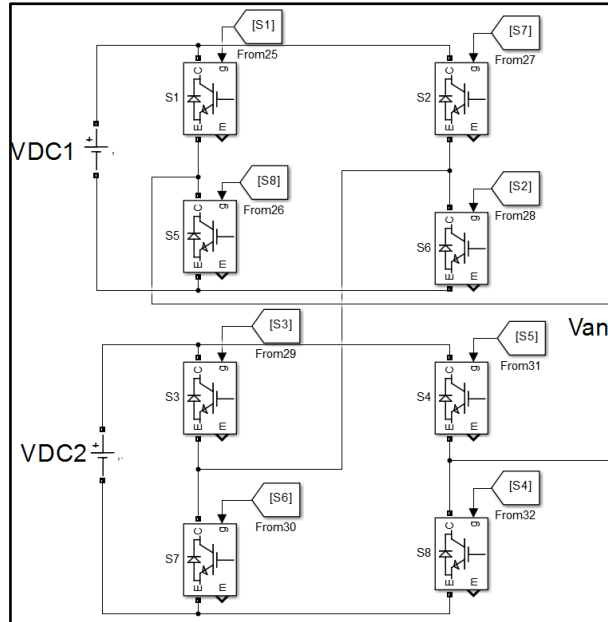 [S1]
From25
[S7]
From27
g C
S1
E m
g C
S2
E m
VDC1
+
[S8]
From26
[S2]
From28
g C
S5
E m
g C
S6
E m
Van
[S3]
From29
[S5]
From31
g C
S3
E m
g C
S4
E m
VDC2
+
[S6]
From30
[S4]
From32
g C
S7
E m
g C
S8
E m